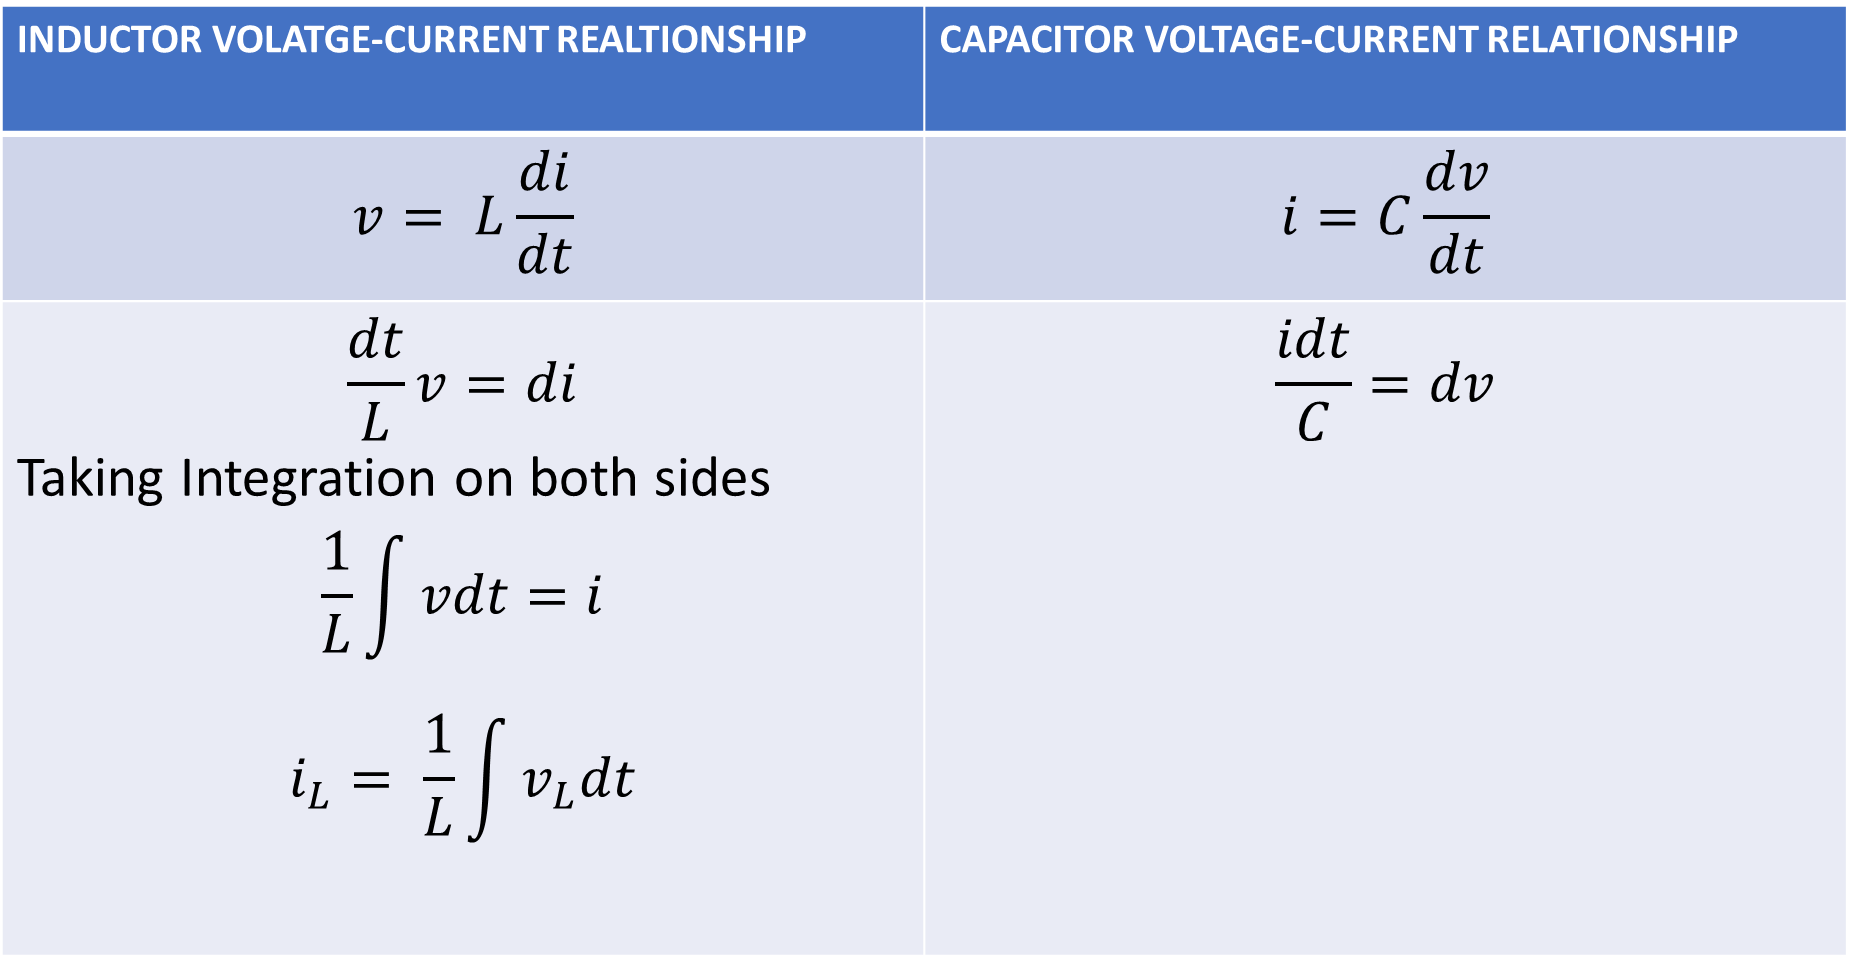 INDUCTOR VOLATGE-CURRENT REALTIONSHIP
CAPACITOR VOLTAGE-CURRENT RELATIONSHIP
v = L di/dt
i = C dv/dt
dt/L v = di
Taking Integration on both sides
1/L ∫ vdt = i
i_L = 1/L ∫ v_L dt
idt/C = dv